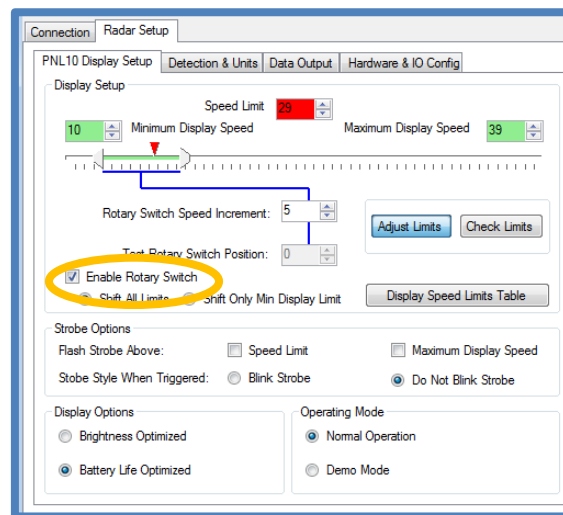 Connection Radar Setup
PNL10 Display Setup Detection & Units Data Output Hardware & IO Config
Display Setup
Speed Limit 29
10 Minimum Display Speed Maximum Display Speed 39
Rotary Switch Speed Increment: 5
Adjust Limits Check Limits
Test Rotary Switch Position: 0
Enable Rotary Switch
Shift All Limits Shift Only Min Display Limit Display Speed Limits Table
Strobe Options
Flash Strobe Above: Speed Limit Maximum Display Speed
Stobe Style When Triggered: Blink Strobe Do Not Blink Strobe
Display Options Operating Mode
Brightness Optimized Normal Operation
Battery Life Optimized Demo Mode